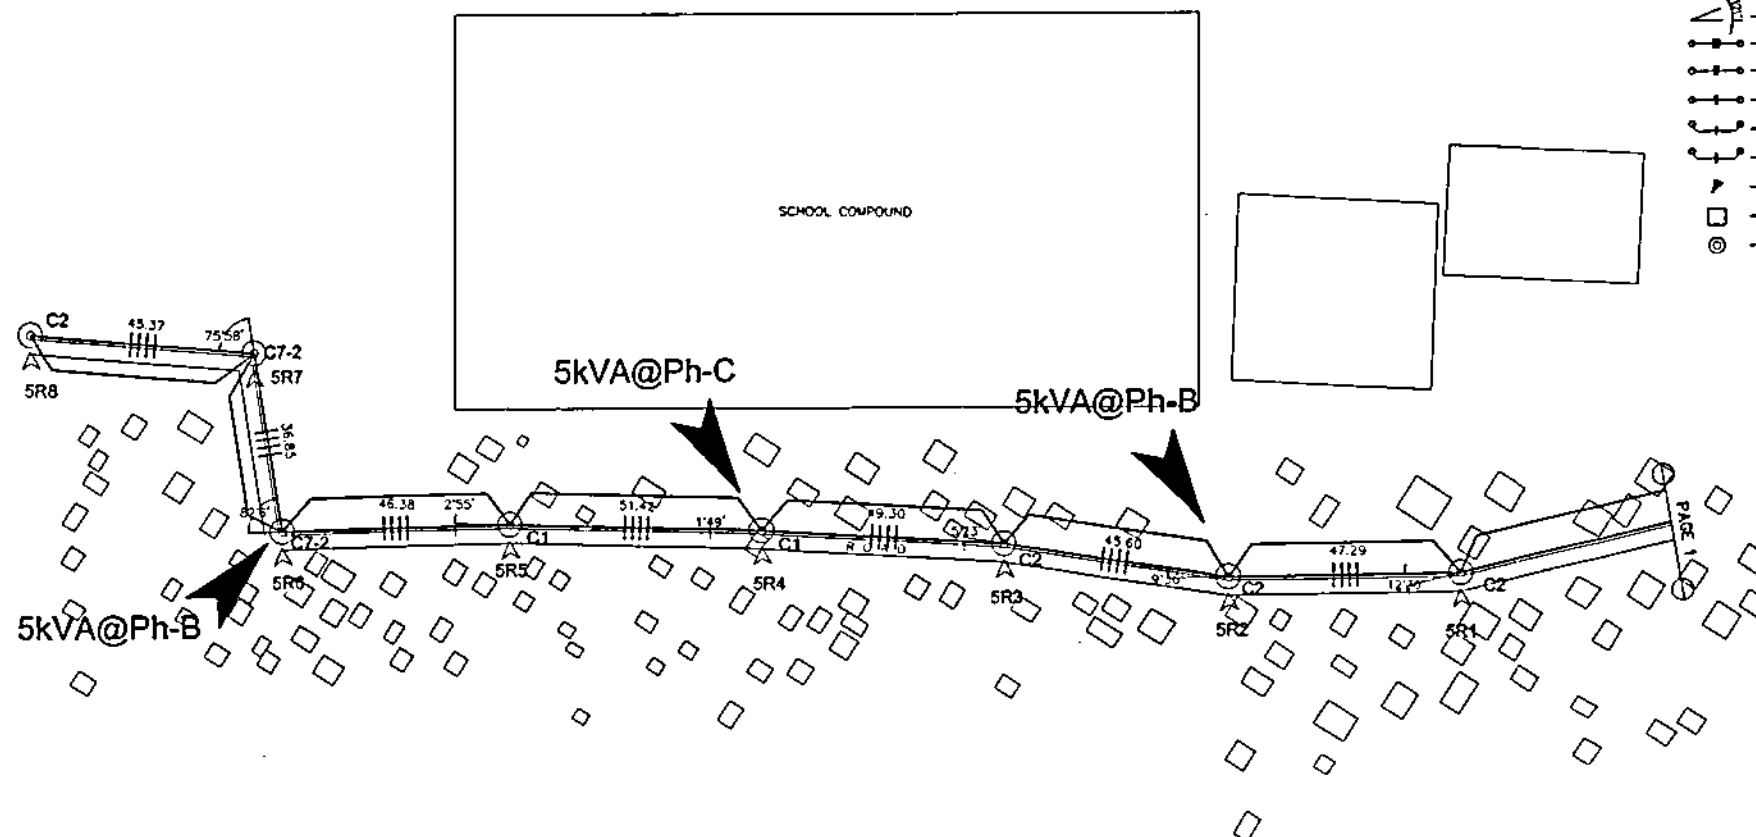 SCHOOL COMPOUND
C2
45.37
75°58'
C7-2
5R7
5R8
5kVA@Ph-C
5kVA@Ph-B
36.85
46.38
2°55'
51.42
1°49'
49.30
45.60
47.29
PAGE 1
C7-2
C1
C1
ROAD
C2
C2
C2
5R6
5R5
5R4
5R3
5R2
5R1
5kVA@Ph-B